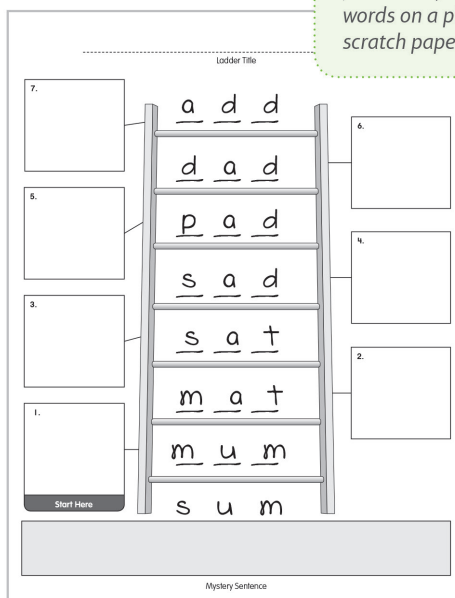 words on a p
scratch pape
Ladder Title
7.
a d d
6.
d a d
5.
p a d
4.
s a d
3.
s a t
2.
m a t
1.
m u m
Start Here
s u m
Mystery Sentence